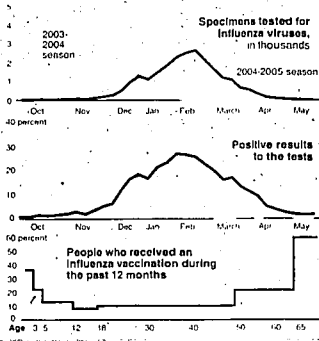 5
4
3
2
1
0
2003-
2004
season
Specimens tested for
influenza viruses,
in thousands
2004-2005 season
Oct Nov Dec Jan Feb March Apr May
40 percent
30
20
10
0
Positive results
to the tests
Oct Nov Dec Jan Feb March Apr May
60 percent
50
40
30
20
10
0
People who received an
influenza vaccination during
the past 12 months
Age 3 5 12 18 30 40 50 60 65